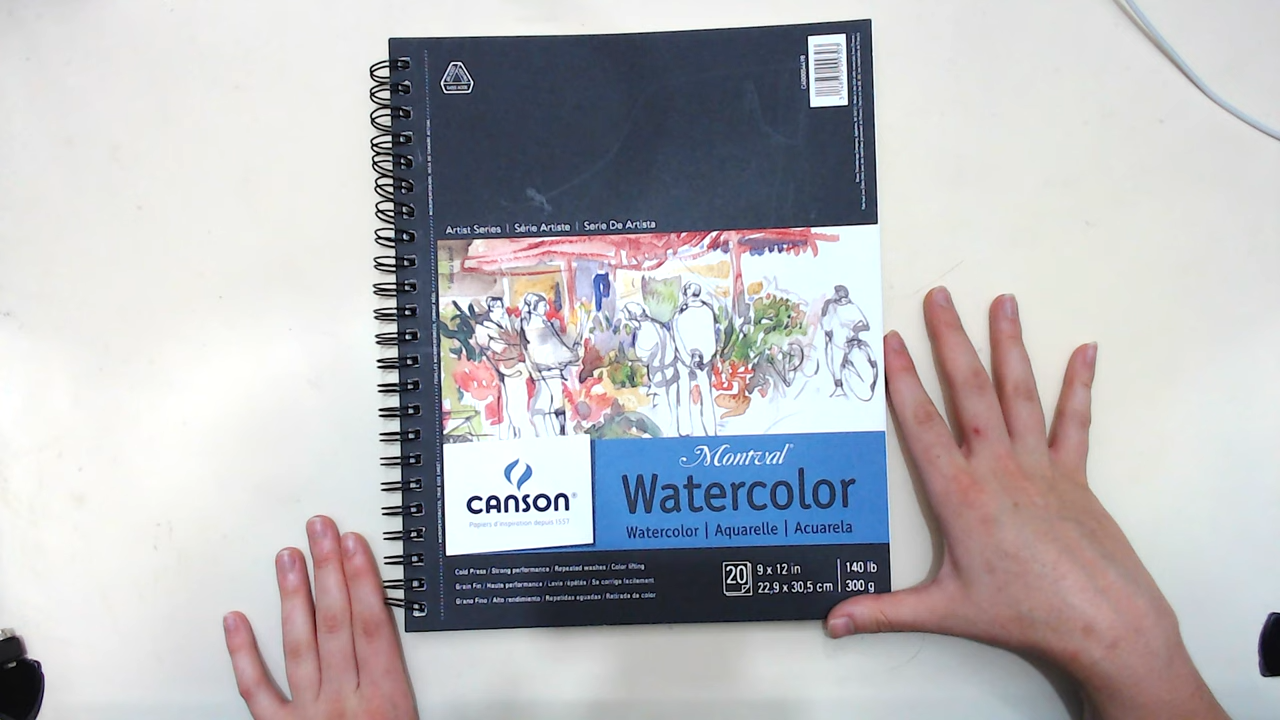 Artist Series | Série Artiste | Serie De Artista
Montval®
Watercolor
Watercolor | Aquarelle | Acuarela
CANSON®
Papiers d'inspiration depuis 1557
Cold Press / Strong performance / Repeated washes / Color lifting
Grain Fin / Haute performance / Lavis répétés / Se corrige facilement
Grano Fino / Alto rendimiento / Repetidas aguadas / Retirada de color
20
9 x 12 in
22,9 x 30,5 cm
140 lb
300 g